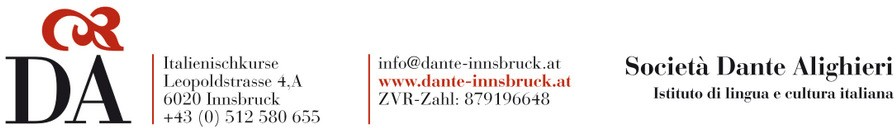 DA
Italienischkurse
Leopoldstrasse 4,A
6020 Innsbruck
+43 (0) 512 580 655
info@dante-innsbruck.at
www.dante-innsbruck.at
ZVR-Zahl: 879196648
Società Dante Alighieri
Istituto di lingua e cultura italiana